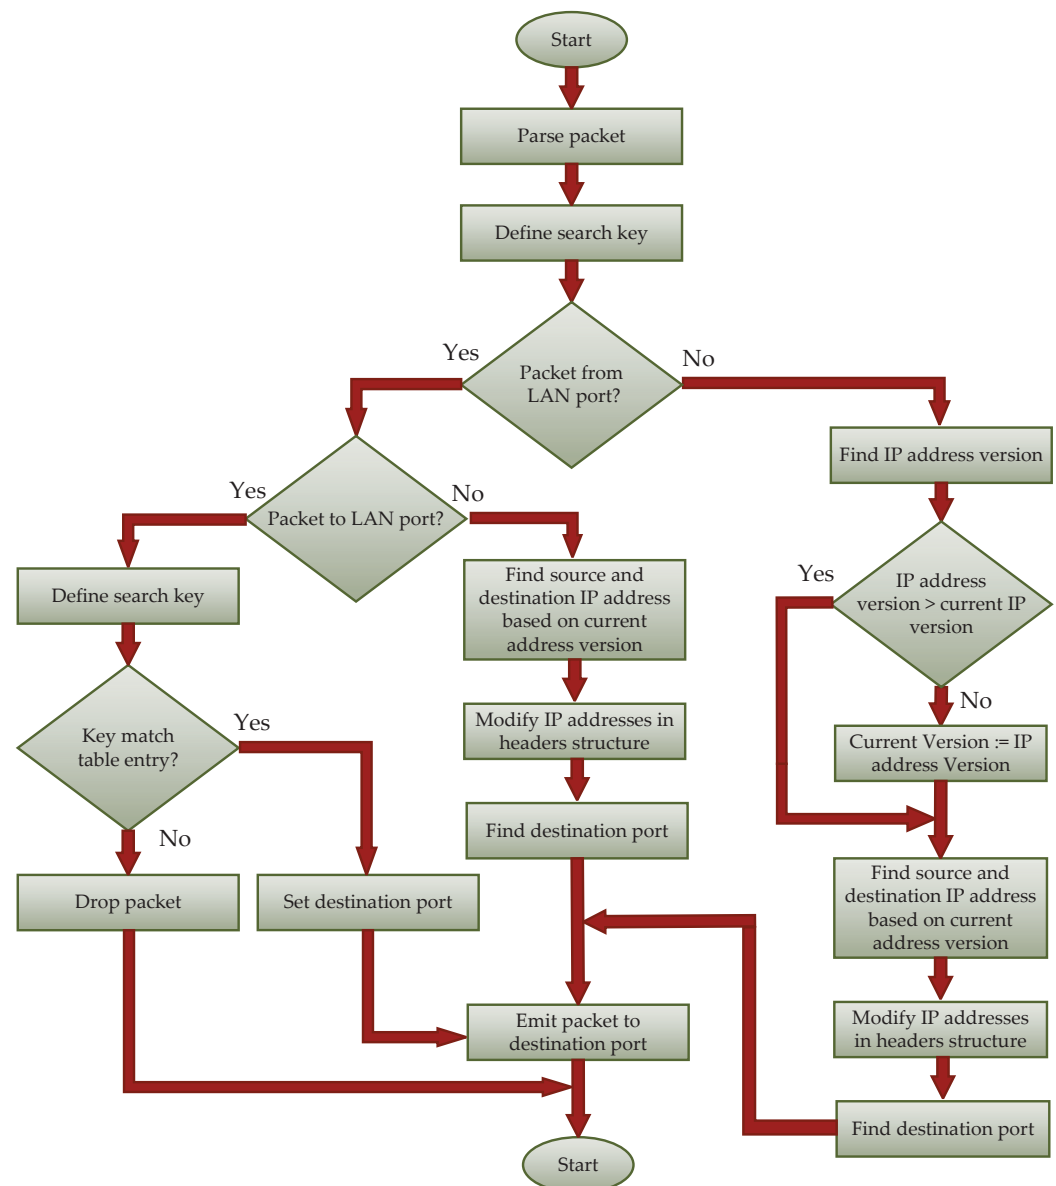 Start
Parse packet
Define search key
Yes
No
Packet from
LAN port?
Find IP address version
Yes
No
Packet to LAN port?
Define search key
Find source and
destination IP address
based on current
address version
Yes
IP address
version > current IP
version
No
Key match
table entry?
Yes
No
Modify IP addresses in
headers structure
Current Version := IP
address Version
Find destination port
Drop packet
Set destination port
Find source and
destination IP address
based on current
address version
Emit packet to
destination port
Modify IP addresses
in headers structure
Find destination port
Start